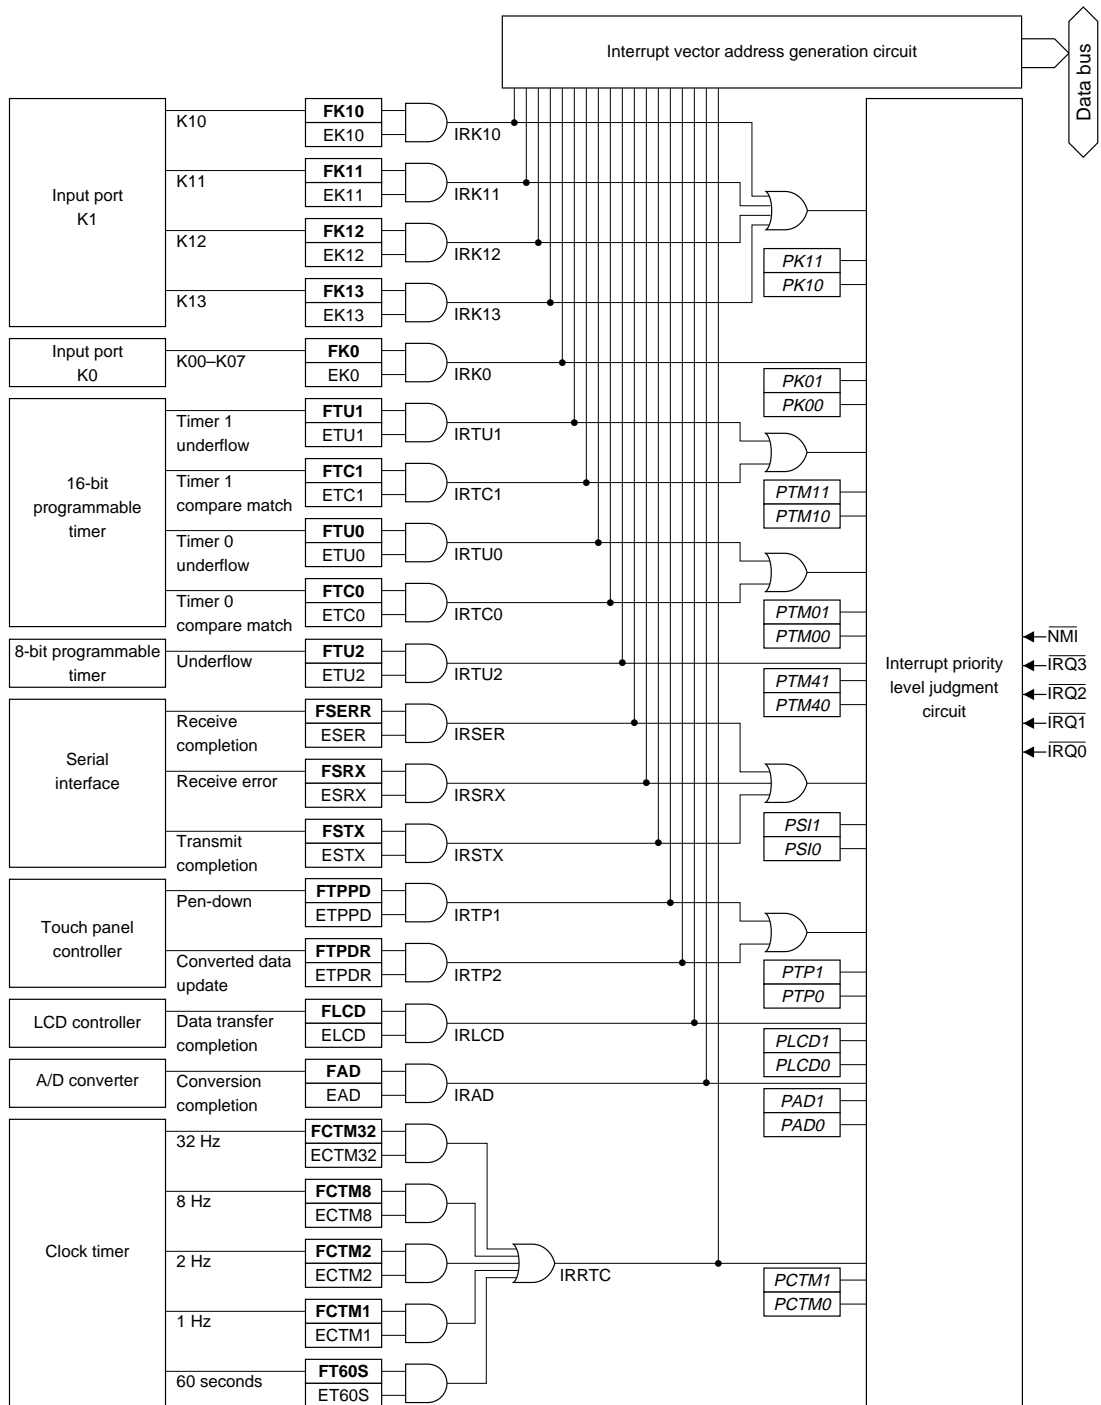 Interrupt vector address generation circuit
Data bus
Input port
K1
K10
FK10
EK10
IRK10
K11
FK11
EK11
IRK11
K12
FK12
EK12
IRK12
K13
FK13
EK13
IRK13
PK11
PK10
Input port
K0
K00–K07
FK0
EK0
IRK0
PK01
PK00
16-bit
programmable
timer
Timer 1
underflow
FTU1
ETU1
IRTU1
Timer 1
compare match
FTC1
ETC1
IRTC1
PTM11
PTM10
Timer 0
underflow
FTU0
ETU0
IRTU0
Timer 0
compare match
FTC0
ETC0
IRTC0
PTM01
PTM00
8-bit programmable
timer
Underflow
FTU2
ETU2
IRTU2
PTM41
PTM40
Interrupt priority
level judgment
circuit
NMI
IRQ3
IRQ2
IRQ1
IRQ0
Serial
interface
Receive
completion
FSERR
ESER
IRSER
Receive error
FSRX
ESRX
IRSRX
Transmit
completion
FSTX
ESTX
IRSTX
PSI1
PSI0
Touch panel
controller
Pen-down
FTPPD
ETPPD
IRTP1
Converted data
update
FTPDR
ETPDR
IRTP2
PTP1
PTP0
LCD controller
Data transfer
completion
FLCD
ELCD
IRLCD
PLCD1
PLCD0
A/D converter
Conversion
completion
FAD
EAD
IRAD
PAD1
PAD0
Clock timer
32 Hz
FCTM32
ECTM32
8 Hz
FCTM8
ECTM8
2 Hz
FCTM2
ECTM2
IRRTC
1 Hz
FCTM1
ECTM1
PCTM1
PCTM0
60 seconds
FT60S
ET60S